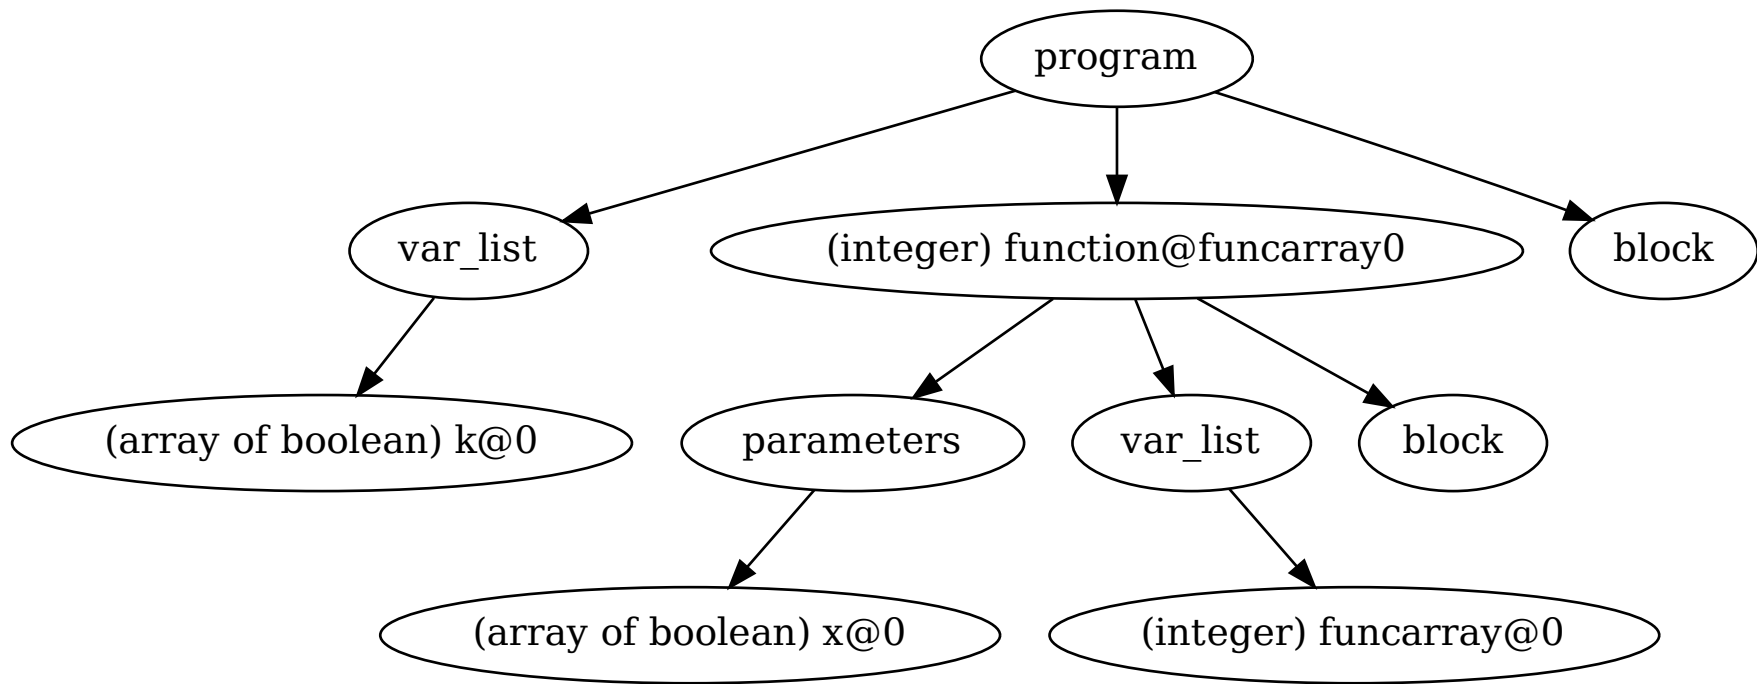 program
var_list
(integer) function@funcarray0
block
(array of boolean) k@0
parameters
var_list
block
(array of boolean) x@0
(integer) funcarray@0